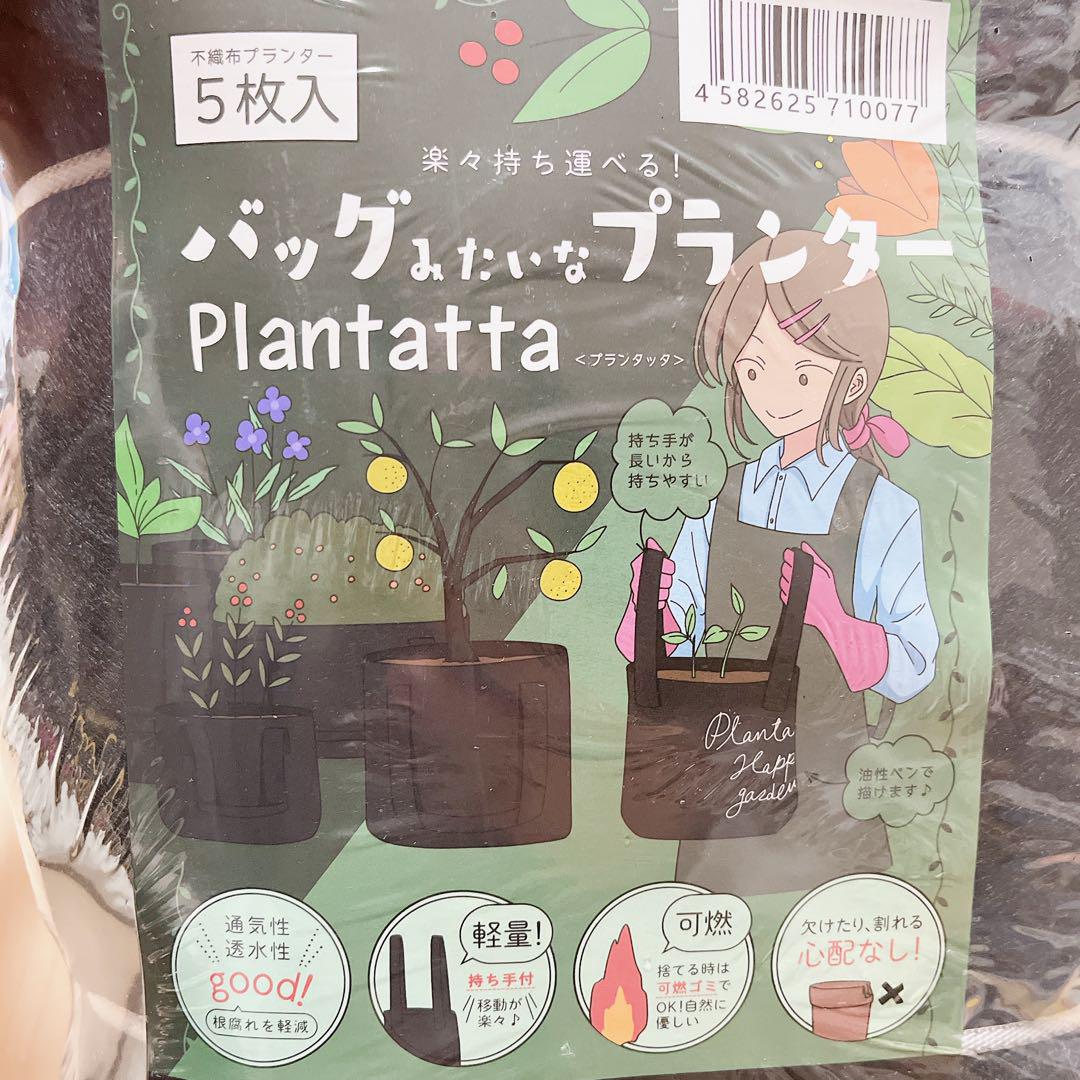 不織布プランター
5枚入
4 582625 710077
楽々持ち運べる!
バッグみたいなプランター
Plantatta
<プランタッタ>
持ち手が
長いから
持ちやすい
Planta
Happ
garden
油性ペンで
描けます♪
通気性
透水性
good!
根腐れを軽減
軽量!
持ち手付
移動が
楽々♪
可燃
捨てる時は
可燃ゴミで
OK!自然に
優しい
欠けたり、割れる
心配なし!